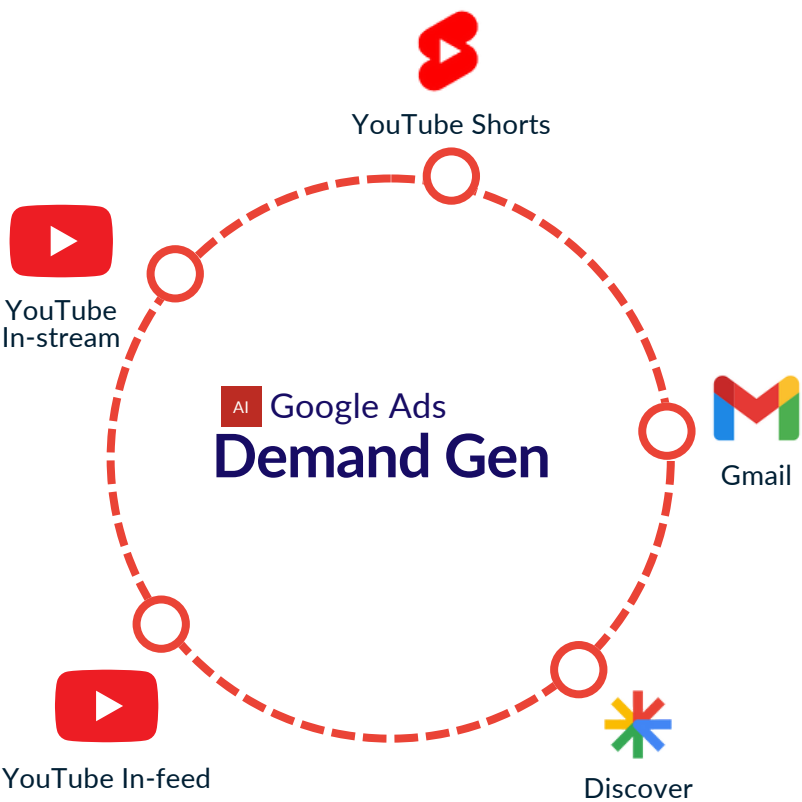 YouTube Shorts
YouTube
In-stream
AI Google Ads
Demand Gen
Gmail
YouTube In-feed
Discover